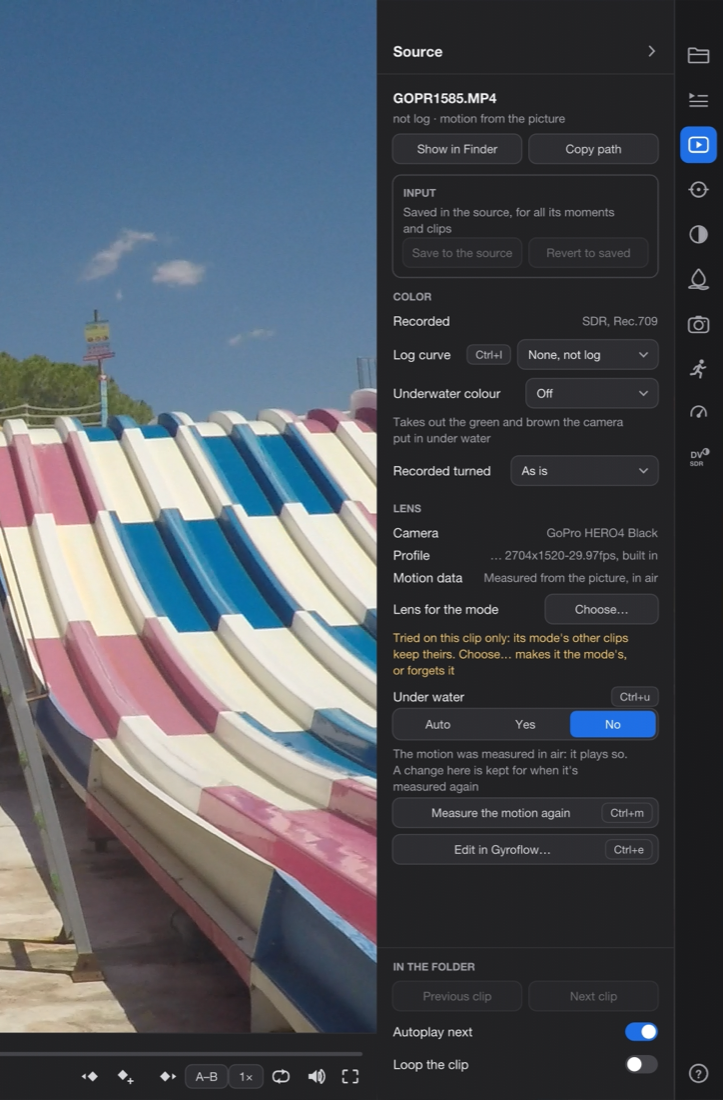 Source
GOPR1585.MP4
not log · motion from the picture
Show in Finder
Copy path
INPUT
Saved in the source, for all its moments
and clips
Save to the source
Revert to saved
COLOR
Recorded
SDR, Rec.709
Log curve
Ctrl+l
None, not log
Underwater colour
Off
Takes out the green and brown the camera
put in under water
Recorded turned
As is
LENS
Camera
GoPro HERO4 Black
Profile
... 2704x1520-29.97fps, built in
Motion data
Measured from the picture, in air
Lens for the mode
Choose...
Tried on this clip only: its mode's other clips
keep theirs. Choose... makes it the mode's,
or forgets it
Under water
Ctrl+u
Auto
Yes
No
The motion was measured in air: it plays so.
A change here is kept for when it's
measured again
Measure the motion again
Ctrl+m
Edit in Gyroflow...
Ctrl+e
IN THE FOLDER
Previous clip
Next clip
Autoplay next
Loop the clip
A–B
1×
DV
SDR